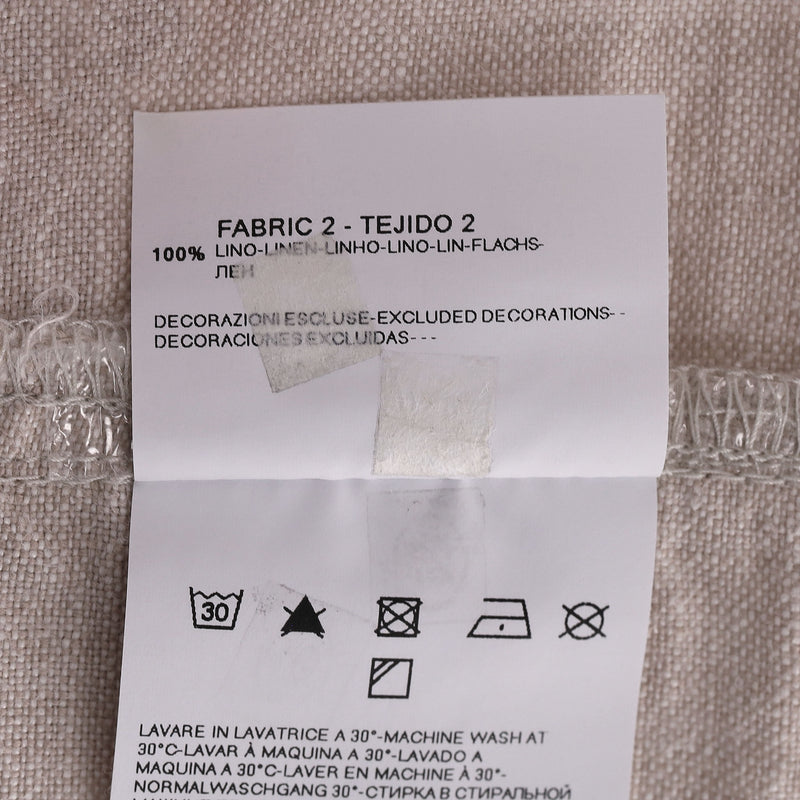 FABRIC 2 - TEJIDO 2
100% LINO-LINEN-LINHO-LINO-LIN-FLACHS-
ЛЕН
DECORAZIONI ESCLUSE-EXCLUDED DECORATIONS--
DECORACIONES EXCLUIDAS---
30
LAVARE IN LAVATRICE A 30°-MACHINE WASH AT
30°C-LAVAR À MAQUINA A 30°-LAVADO A
MAQUINA A 30°C-LAVER EN MACHINE À 30°-
NORMALWASCHGANG 30°-СТИРКА В СТИРАЛЬНОЙ